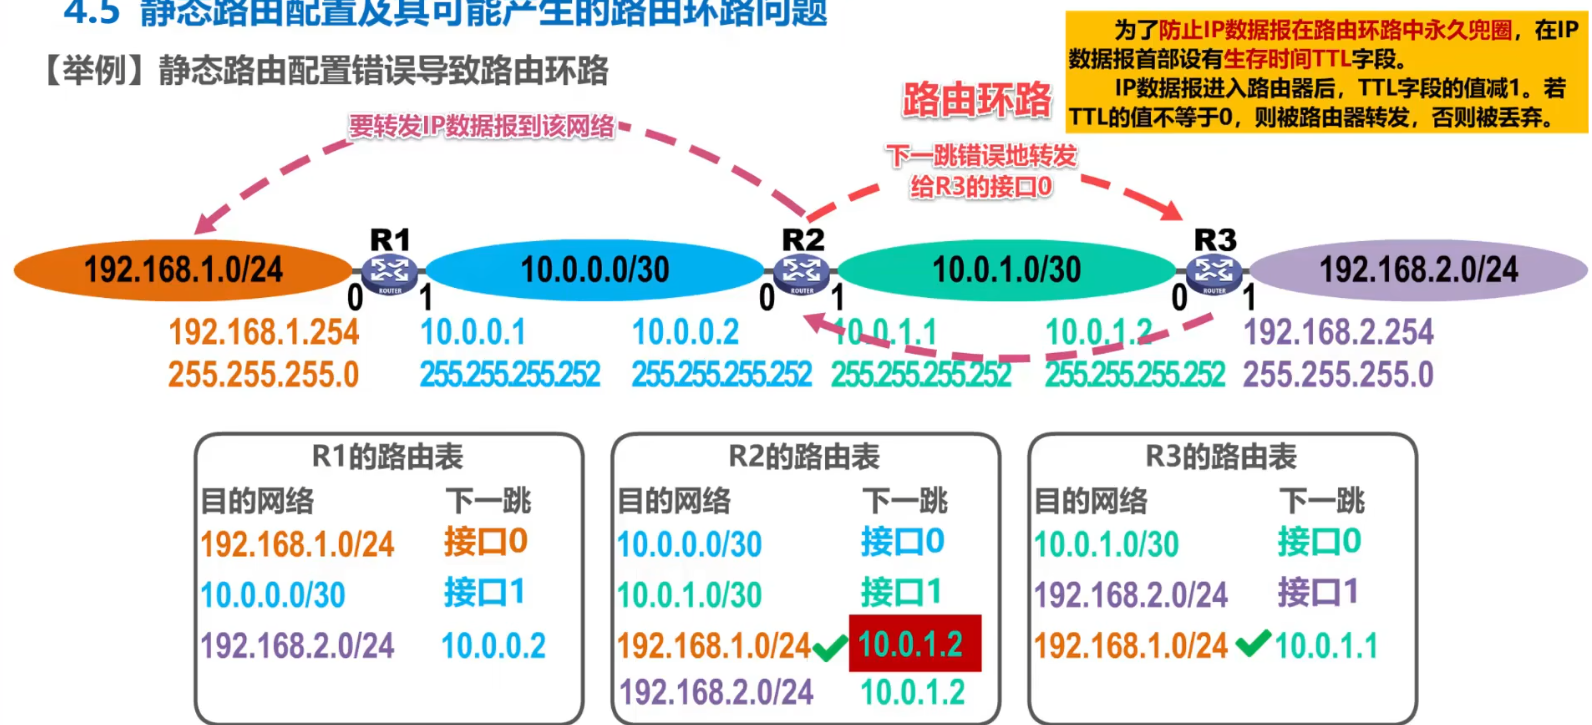 4.5 静态路由配置及其可能产生的路由环路问题
【举例】静态路由配置错误导致路由环路
为了防止IP数据报在路由环路中永久兜圈，在IP
数据报首部设有生存时间TTL字段。
IP数据报进入路由器后，TTL字段的值减1。若
TTL的值不等于0，则被路由器转发，否则被丢弃。
路由环路
要转发IP数据报到该网络
下一跳错误地转发
给R3的接口0
R1 R2 R3
192.168.1.0/24 10.0.0.0/30 10.0.1.0/30 192.168.2.0/24
ROUTER ROUTER ROUTER
0 1 0 1 0 1
192.168.1.254 10.0.0.1 10.0.0.2 10.0.1.1 10.0.1.2 192.168.2.254
255.255.255.0 255.255.255.252 255.255.255.252 255.255.255.252 255.255.255.252 255.255.255.0
R1的路由表
目的网络 下一跳
192.168.1.0/24 接口0
10.0.0.0/30 接口1
192.168.2.0/24 10.0.0.2
R2的路由表
目的网络 下一跳
10.0.0.0/30 接口0
10.0.1.0/30 接口1
192.168.1.0/24 10.0.1.2
192.168.2.0/24 10.0.1.2
R3的路由表
目的网络 下一跳
10.0.1.0/30 接口0
192.168.2.0/24 接口1
192.168.1.0/24 10.0.1.1